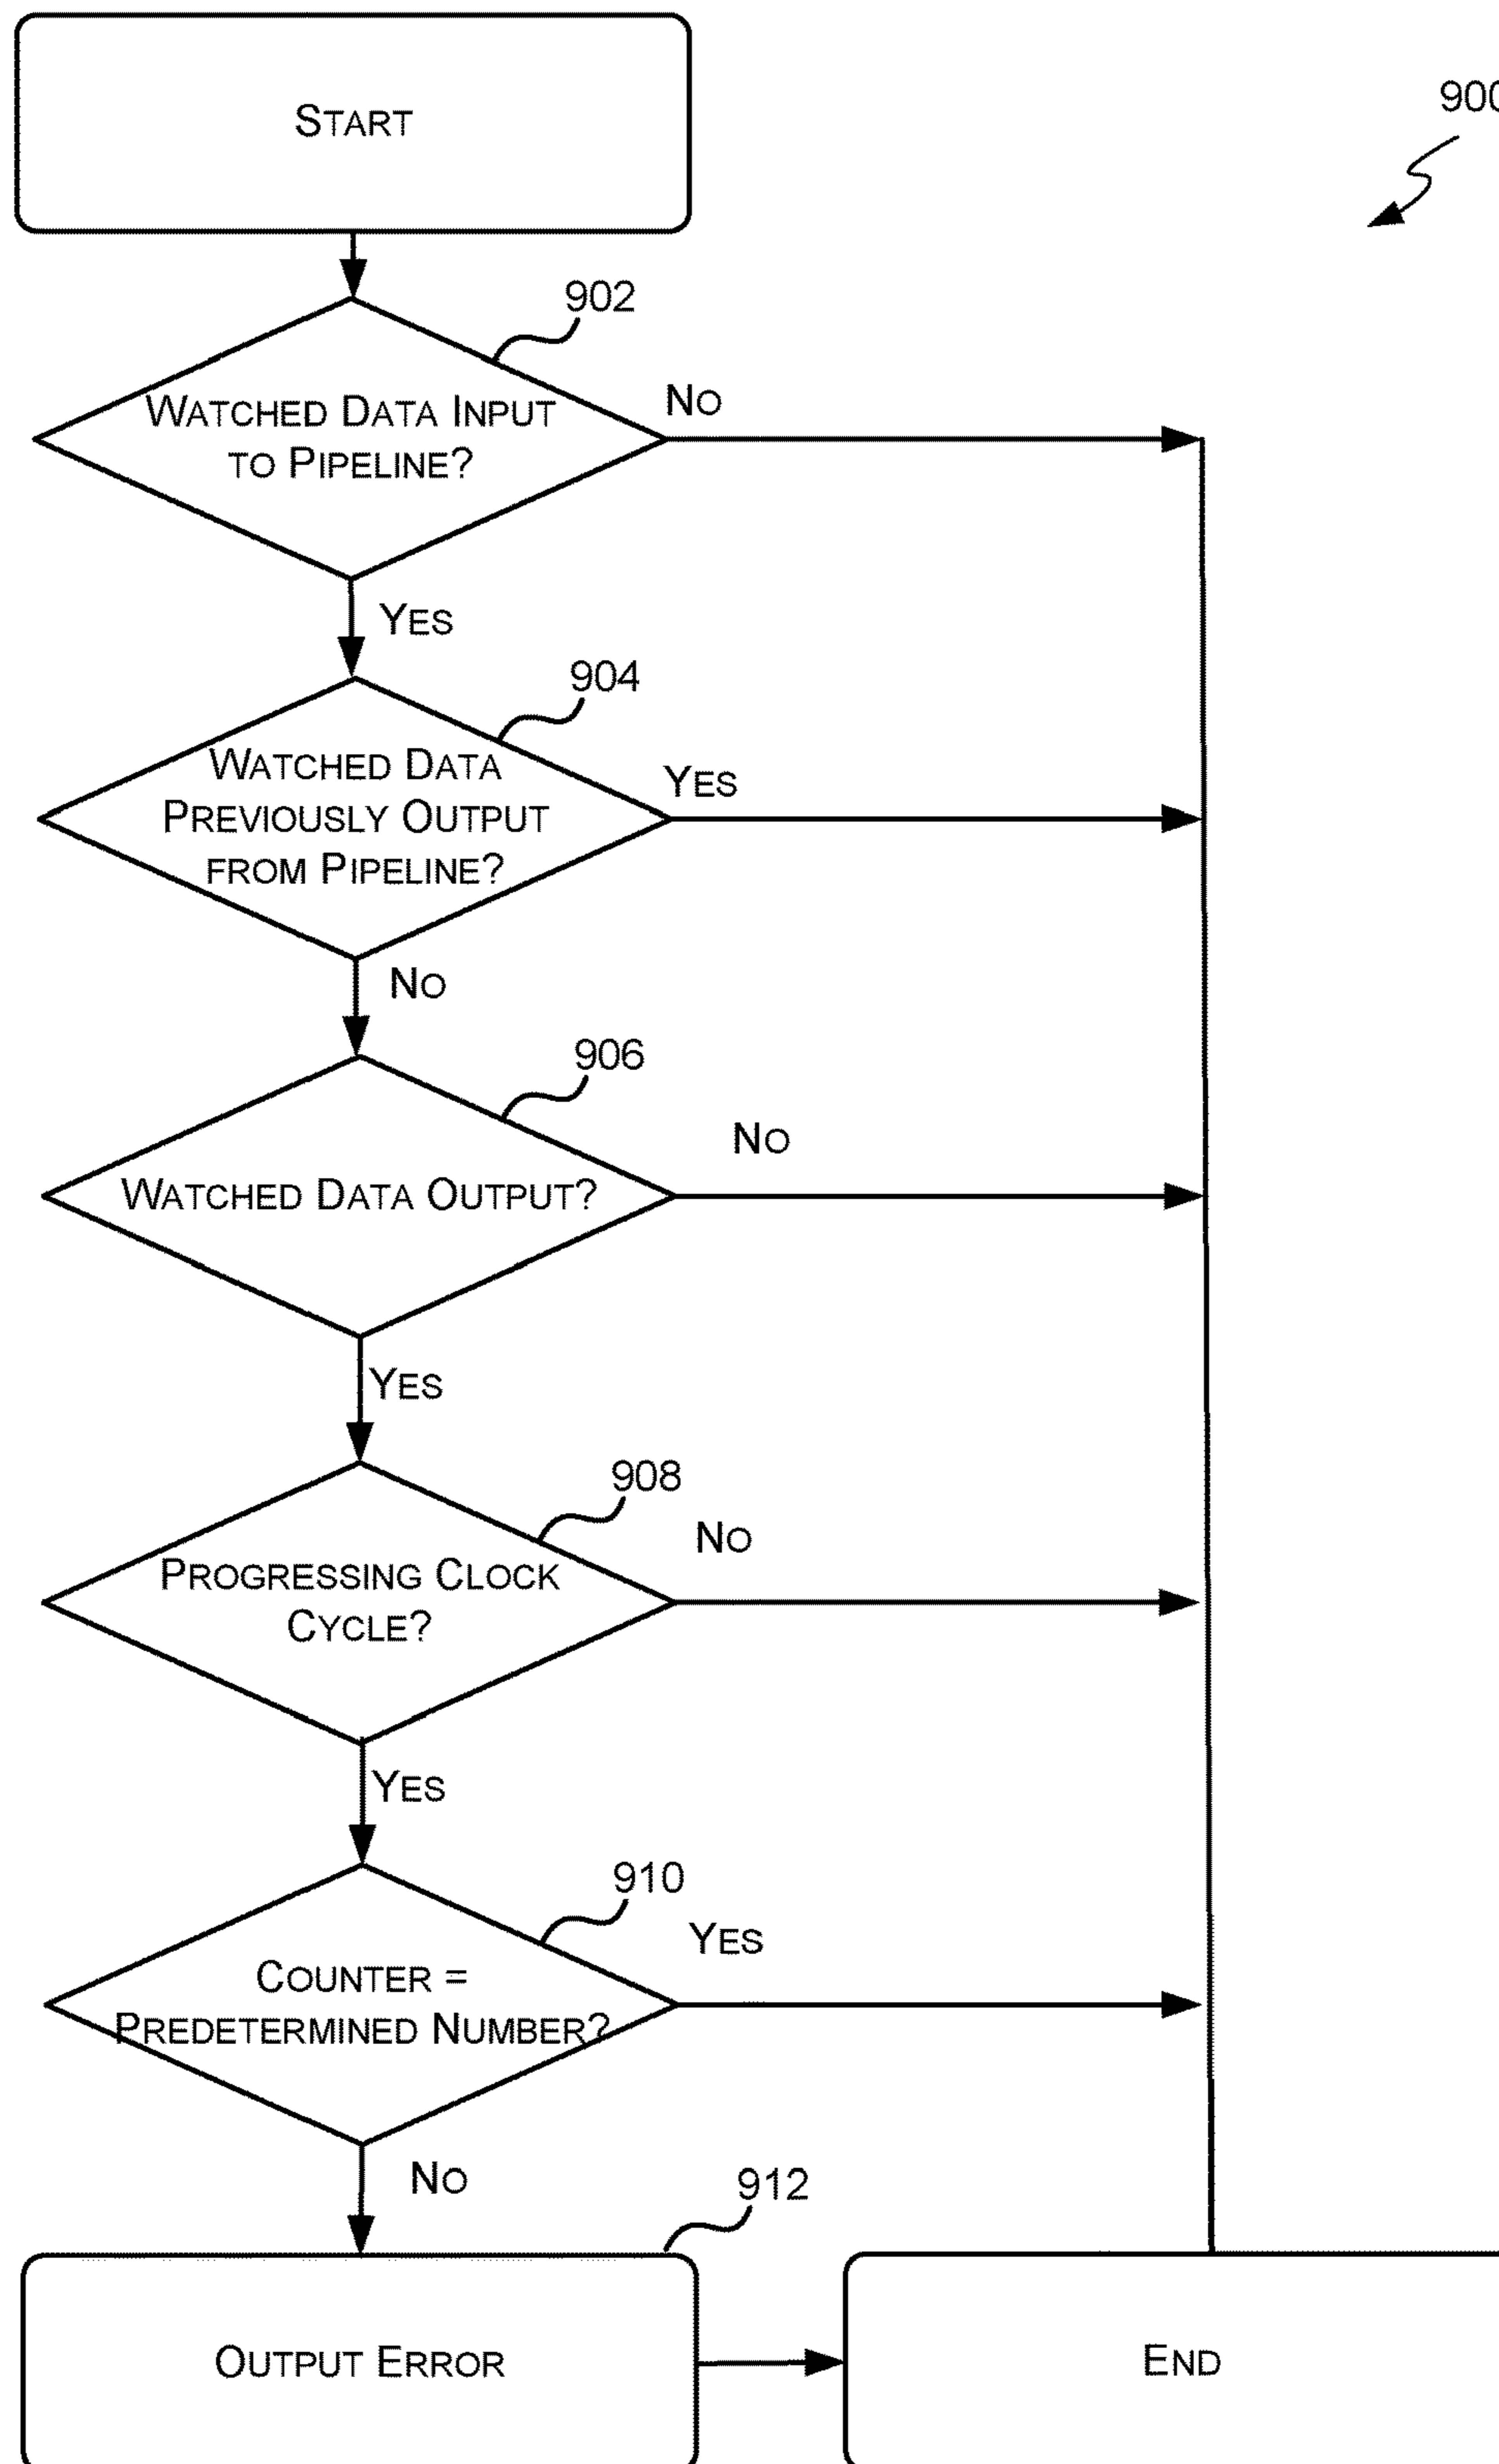 START
900
902
WATCHED DATA INPUT
TO PIPELINE?
NO
YES
904
WATCHED DATA
PREVIOUSLY OUTPUT
FROM PIPELINE?
YES
NO
906
WATCHED DATA OUTPUT?
NO
YES
908
PROGRESSING CLOCK
CYCLE?
NO
YES
910
COUNTER =
PREDETERMINED NUMBER?
YES
NO
912
OUTPUT ERROR
END